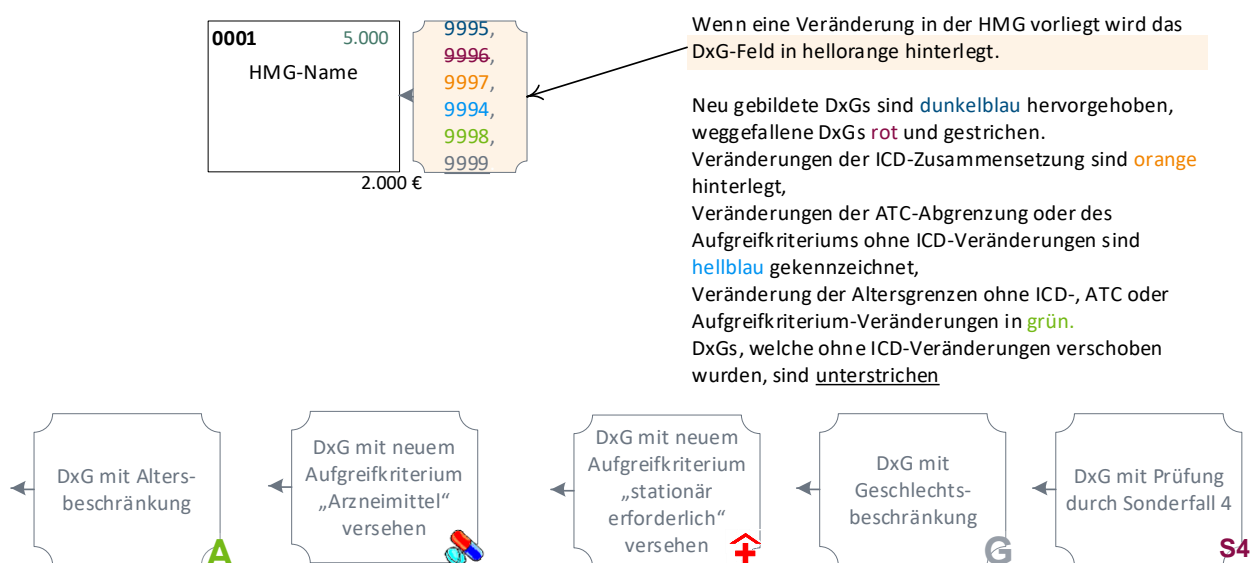 0001 5.000
HMG-Name
2.000 €
9995,
9996,
9997,
9994,
9998,
9999
Wenn eine Veränderung in der HMG vorliegt wird das
DxG-Feld in hellorange hinterlegt.
Neu gebildete DxGs sind dunkelblau hervorgehoben,
weggefallene DxGs rot und gestrichen.
Veränderungen der ICD-Zusammensetzung sind orange
hinterlegt,
Veränderungen der ATC-Abgrenzung oder des
Aufgreifkriteriums ohne ICD-Veränderungen sind
hellblau gekennzeichnet,
Veränderung der Altersgrenzen ohne ICD-, ATC oder
Aufgreifkriterium-Veränderungen in grün.
DxGs, welche ohne ICD-Veränderungen verschoben
wurden, sind unterstrichen
DxG mit Alters-
beschränkung
A
DxG mit neuem
Aufgreifkriterium
„Arzneimittel“
versehen
DxG mit neuem
Aufgreifkriterium
„stationär
erforderlich“
versehen
DxG mit
Geschlechts-
beschränkung
G
DxG mit Prüfung
durch Sonderfall 4
S4